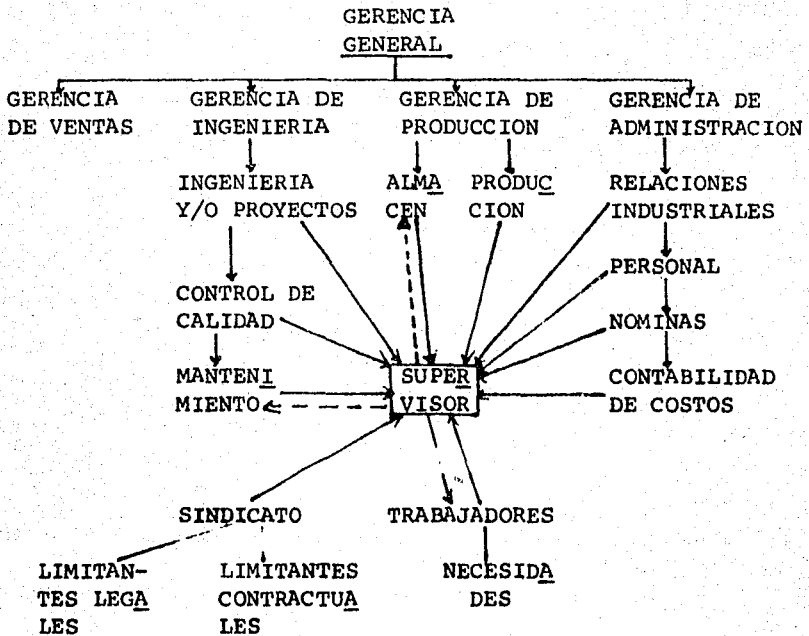 GERENCIA
GENERAL
GERENCIA
DE VENTAS
GERENCIA DE
INGENIERIA
GERENCIA DE
PRODUCCION
GERENCIA DE
ADMINISTRACION
INGENIERIA
Y/O PROYECTOS
ALMA
CEN
PRODUC
CION
RELACIONES
INDUSTRIALES
PERSONAL
CONTROL DE
CALIDAD
NOMINAS
MANTENI
MIENTO
SUPER
VISOR
CONTABILIDAD
DE COSTOS
SINDICATO
TRABAJADORES
LIMITAN-
TES LEGA
LES
LIMITANTES
CONTRACTUA
LES
NECESIDA
DES